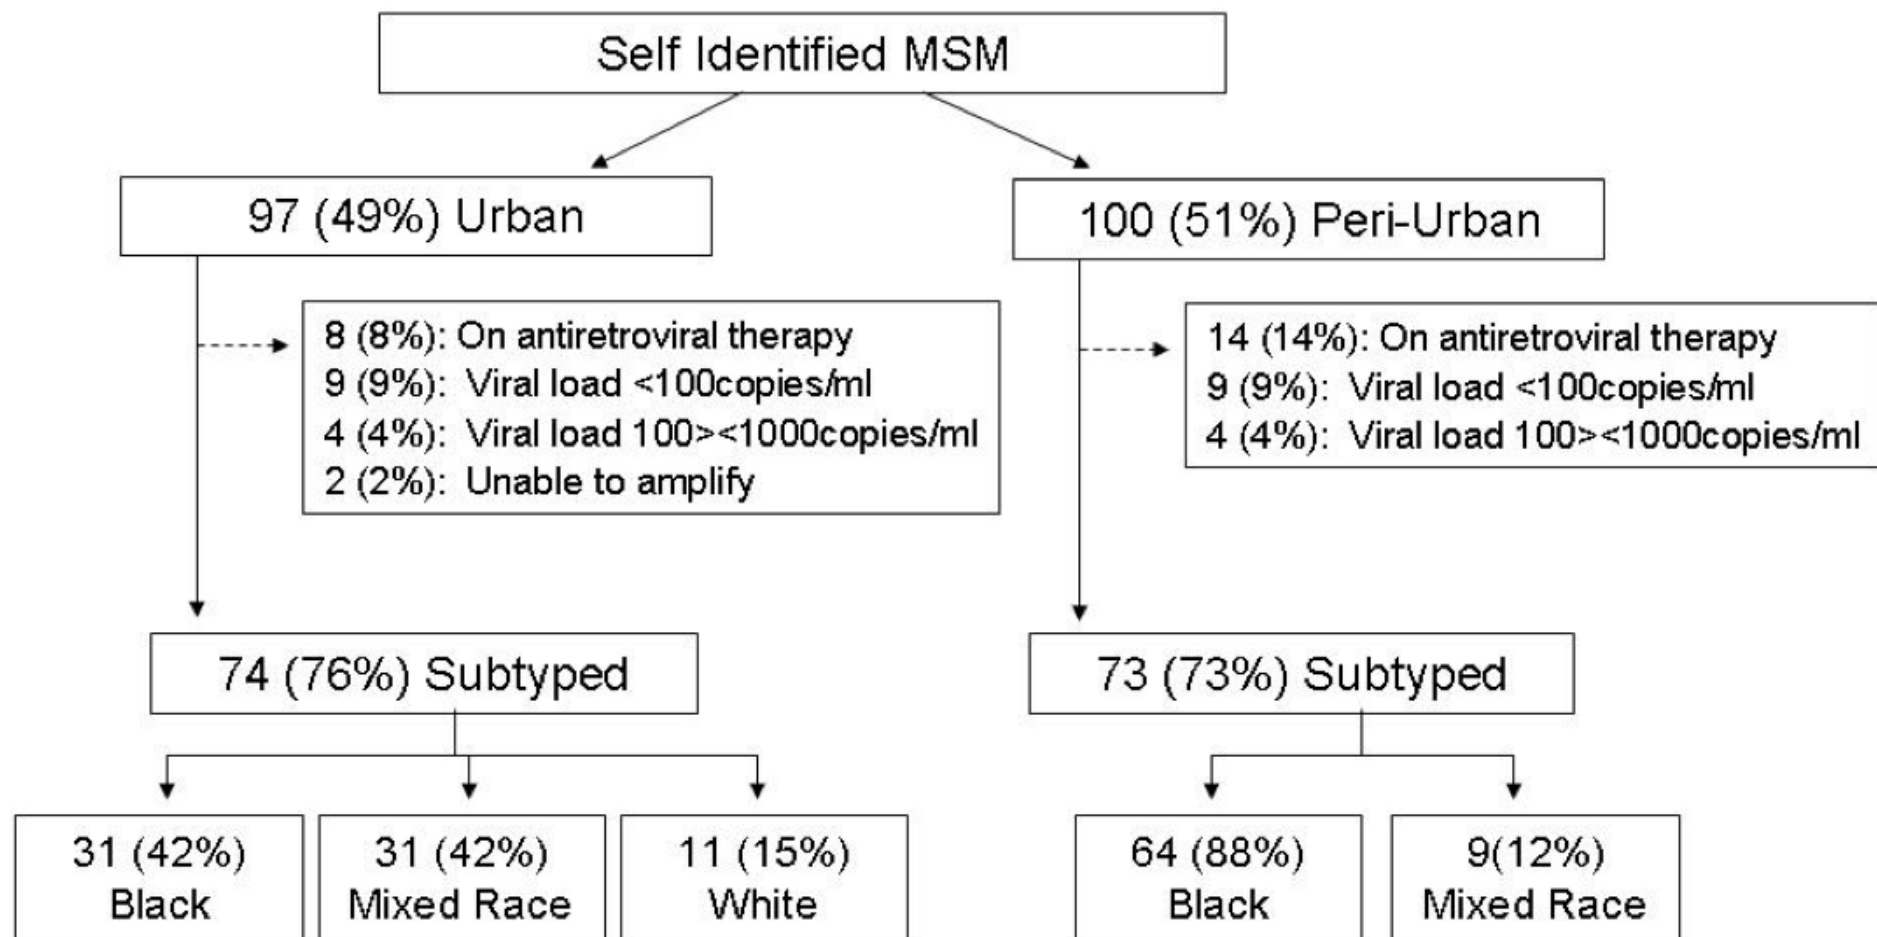 Self Identified MSM
97 (49%) Urban
100 (51%) Peri-Urban
8 (8%): On antiretroviral therapy
9 (9%): Viral load <100copies/ml
4 (4%): Viral load 100><1000copies/ml
2 (2%): Unable to amplify
14 (14%): On antiretroviral therapy
9 (9%): Viral load <100copies/ml
4 (4%): Viral load 100><1000copies/ml
74 (76%) Subtyped
73 (73%) Subtyped
31 (42%)
Black
31 (42%)
Mixed Race
11 (15%)
White
64 (88%)
Black
9(12%)
Mixed Race